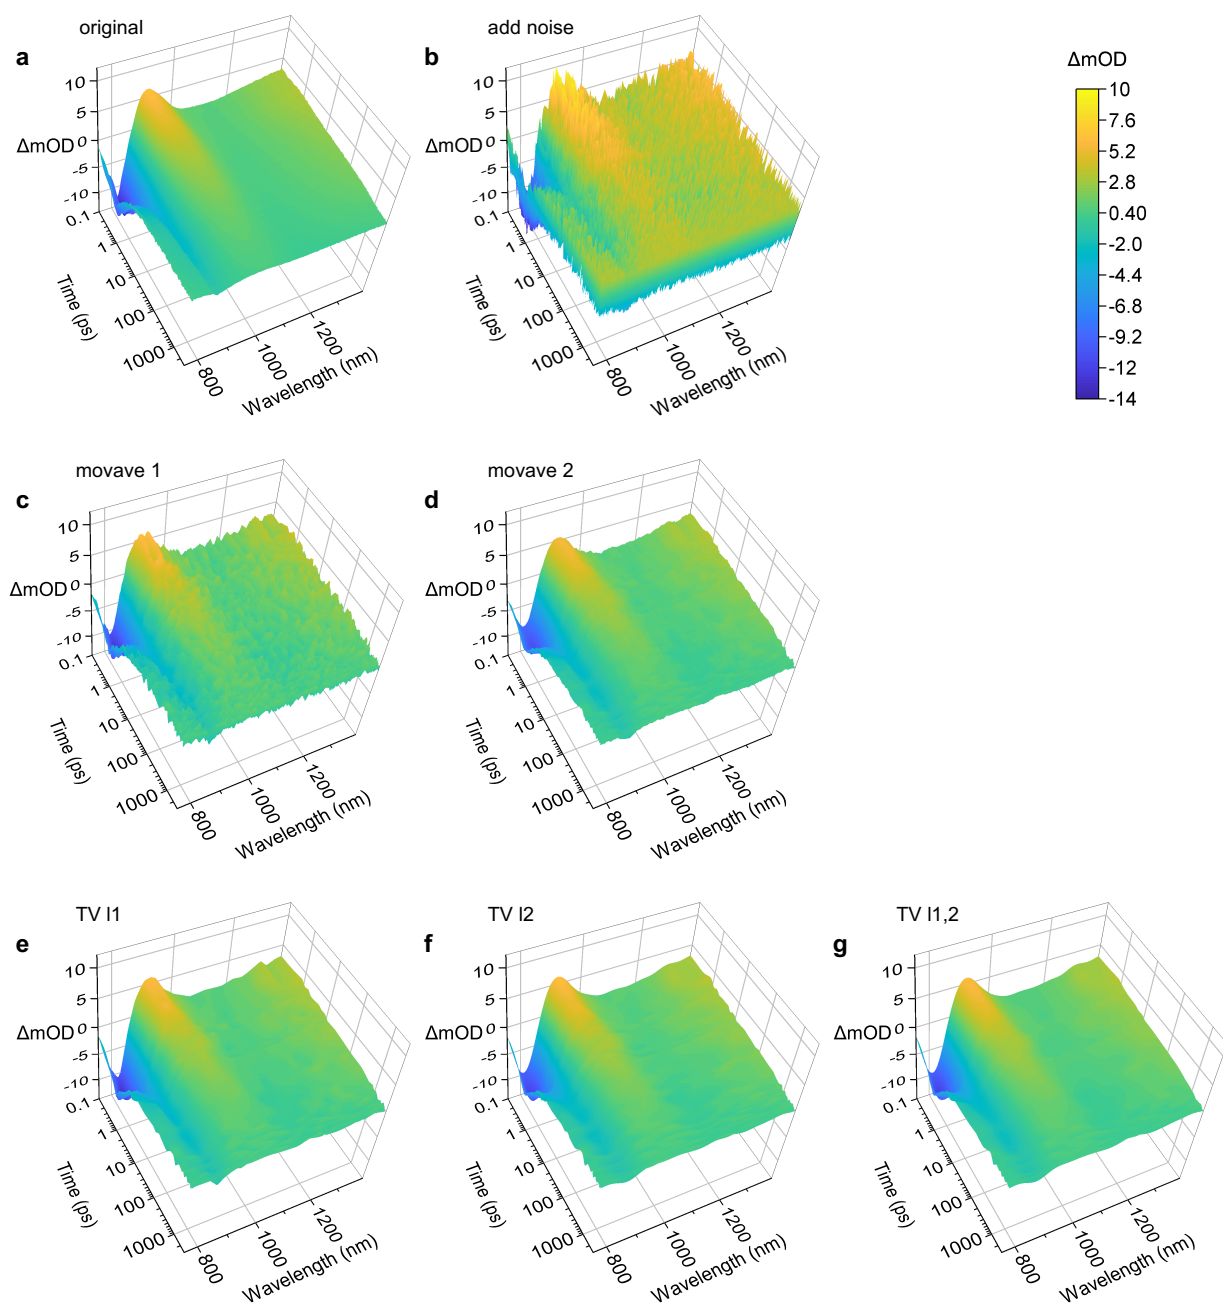 original
a
10
5
0
-5
-10
ΔmOD
0.1
1
10
100
1000
Time (ps)
800
1000
1200
Wavelength (nm)
add noise
b
10
5
0
-5
-10
ΔmOD
0.1
1
10
100
1000
Time (ps)
800
1000
1200
Wavelength (nm)
ΔmOD
10
7.6
5.2
2.8
0.40
-2.0
-4.4
-6.8
-9.2
-12
-14
movave 1
c
10
5
0
-5
-10
ΔmOD
0.1
1
10
100
1000
Time (ps)
800
1000
1200
Wavelength (nm)
movave 2
d
10
5
0
-5
-10
ΔmOD
0.1
1
10
100
1000
Time (ps)
800
1000
1200
Wavelength (nm)
TV l1
e
10
5
0
-5
-10
ΔmOD
0.1
1
10
100
1000
Time (ps)
800
1000
1200
Wavelength (nm)
TV l2
f
10
5
0
-5
-10
ΔmOD
0.1
1
10
100
1000
Time (ps)
800
1000
1200
Wavelength (nm)
TV l1,2
g
10
5
0
-5
-10
ΔmOD
0.1
1
10
100
1000
Time (ps)
800
1000
1200
Wavelength (nm)